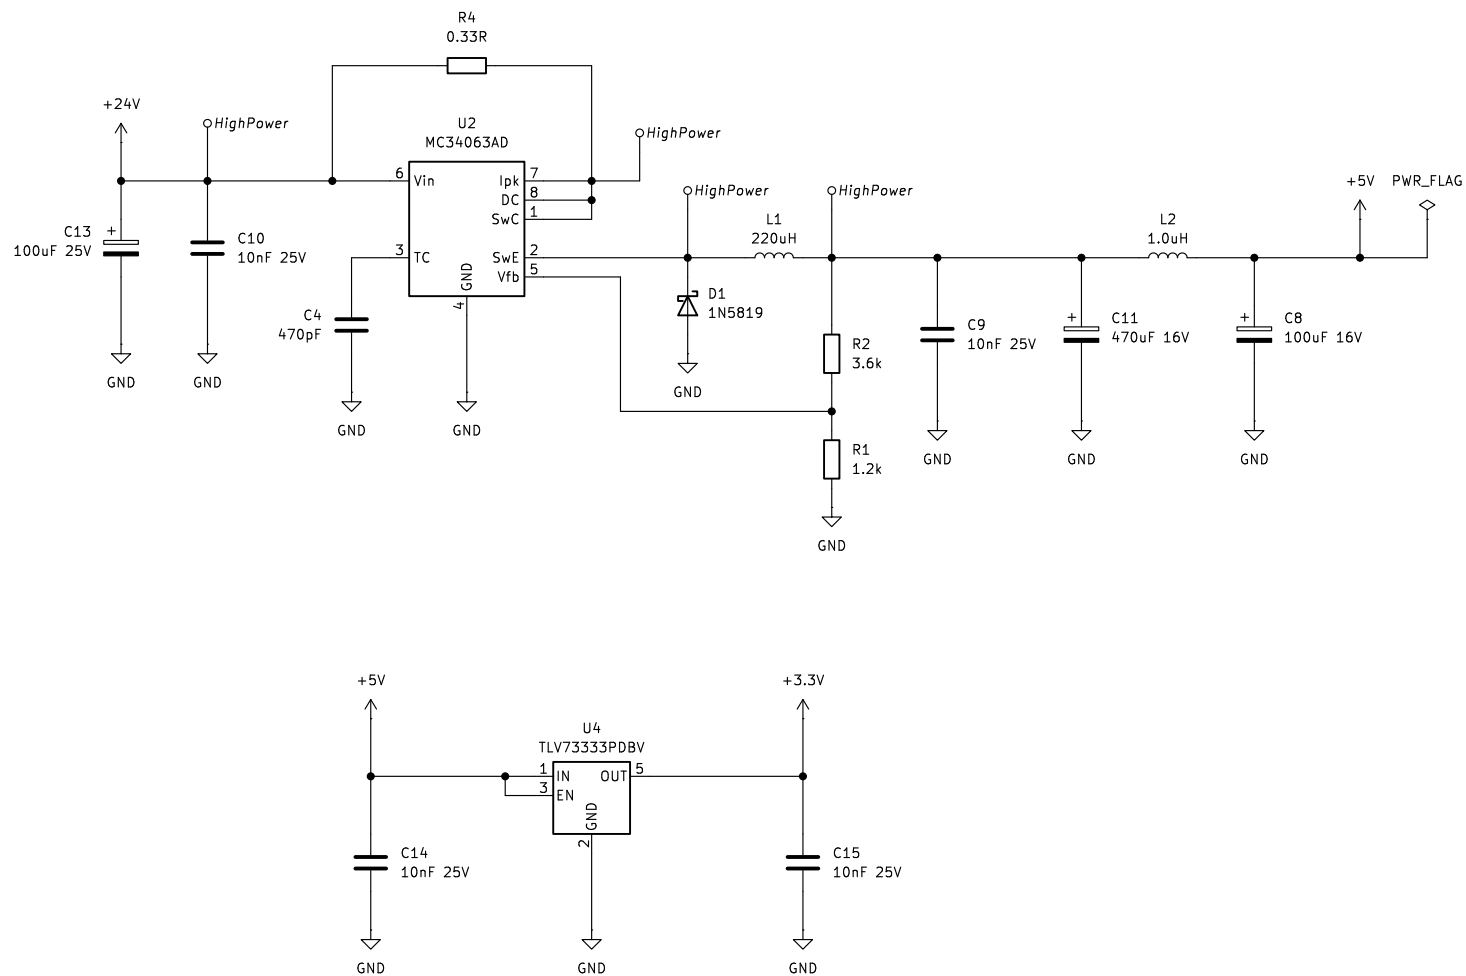 R4
0.33R
+24V
HighPower
U2
MC34063AD
HighPower
6
Vin
Ipk
7
DC
8
SwC
1
3
TC
SwE
2
Vfb
5
GND
4
C13
+
100uF 25V
C10
10nF 25V
GND
GND
C4
470pF
GND
GND
HighPower
HighPower
L1
220uH
D1
1N5819
GND
R2
3.6k
R1
1.2k
GND
C9
10nF 25V
GND
+
C11
470uF 16V
GND
L2
1.0uH
+
C8
100uF 16V
GND
+5V
PWR_FLAG
+5V
+3.3V
U4
TLV73333PDBV
1
IN
OUT
5
3
EN
GND
2
C14
10nF 25V
C15
10nF 25V
GND
GND
GND